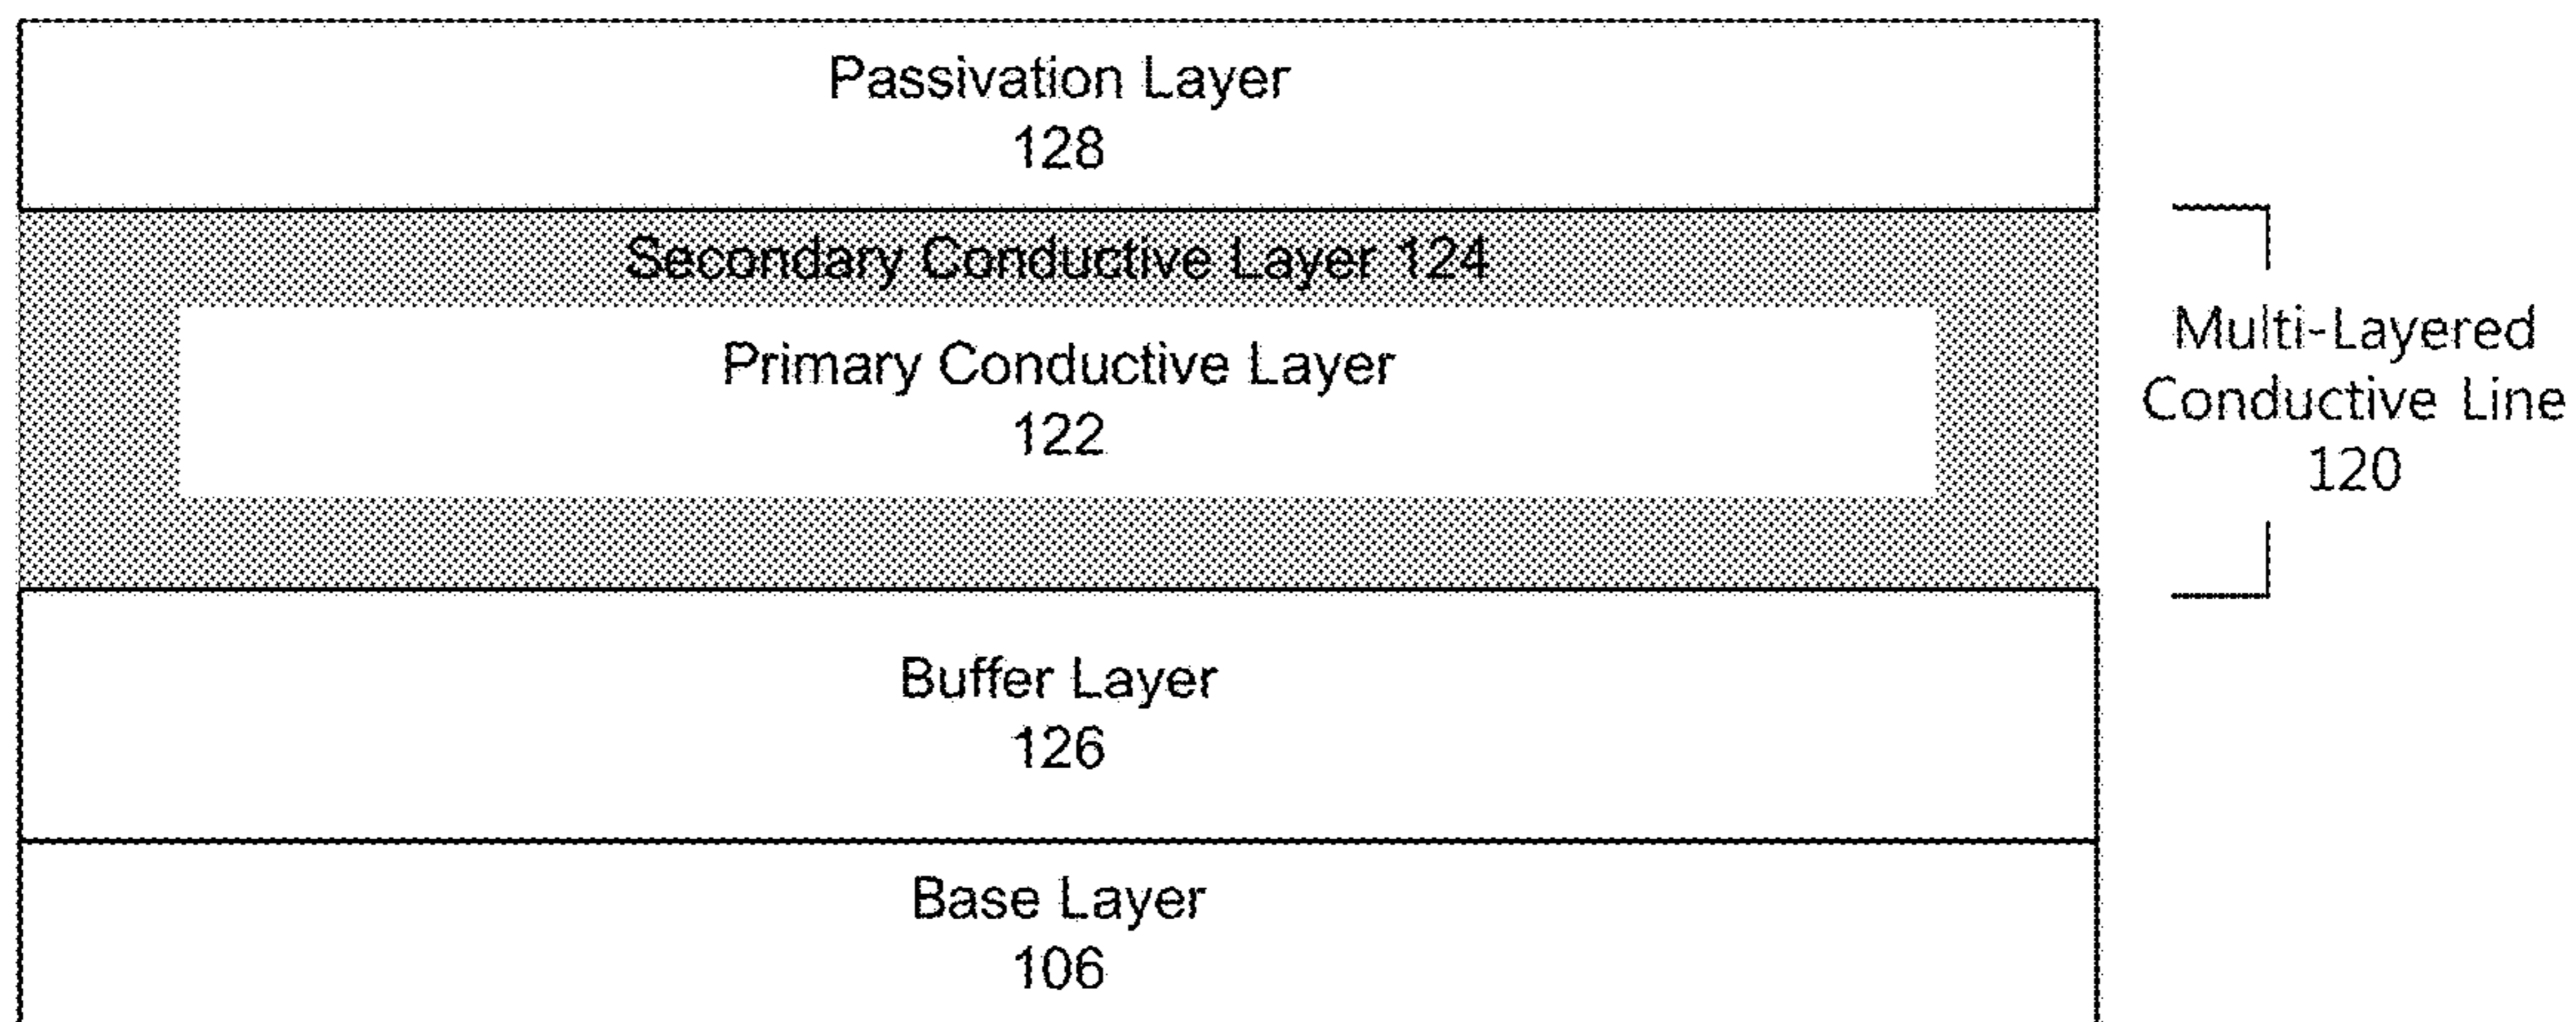 Passivation Layer
128
Secondary Conductive Layer 124
Primary Conductive Layer
122
Multi-Layered
Conductive Line
120
Buffer Layer
126
Base Layer
106